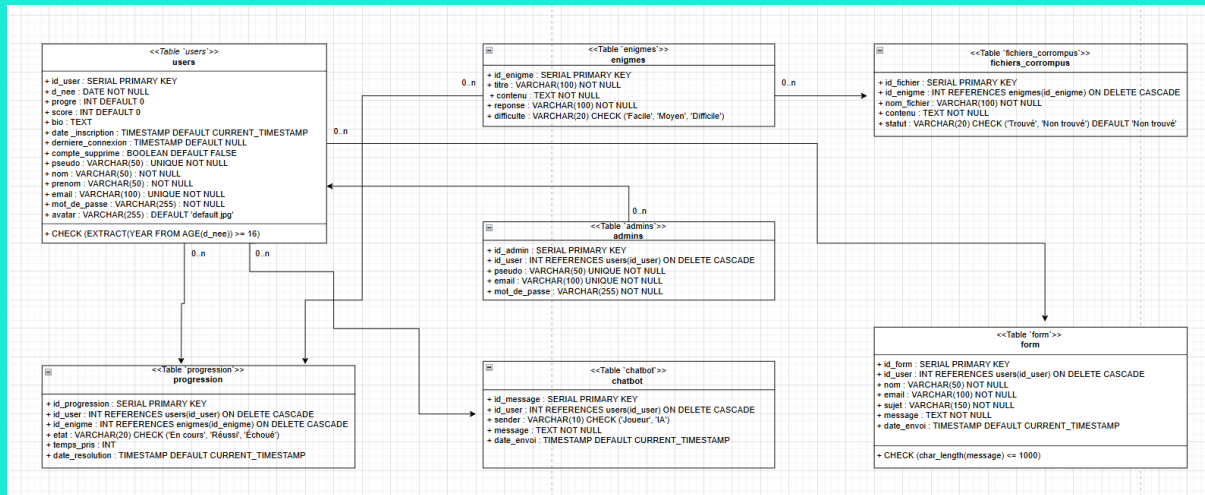 <<Table `users`>>
users
+ id_user : SERIAL PRIMARY KEY
+ d_nee : DATE NOT NULL
+ progre : INT DEFAULT 0
+ score : INT DEFAULT 0
+ bio : TEXT
+ date _inscription : TIMESTAMP DEFAULT CURRENT_TIMESTAMP
+ derniere_connexion : TIMESTAMP DEFAULT NULL
+ compte_supprime : BOOLEAN DEFAULT FALSE
+ pseudo : VARCHAR(50) : UNIQUE NOT NULL
+ nom : VARCHAR(50) : NOT NULL
+ prenom : VARCHAR(50) : NOT NULL
+ email : VARCHAR(100) : UNIQUE NOT NULL
+ mot_de_passe : VARCHAR(255) : NOT NULL
+ avatar : VARCHAR(255) : DEFAULT 'default.jpg'
+ CHECK (EXTRACT(YEAR FROM AGE(d_nee)) >= 16)
0..n
0..n
0..n
<<Table `enigmes`>>
enigmes
+ id_enigme : SERIAL PRIMARY KEY
+ titre : VARCHAR(100) NOT NULL
+ contenu : TEXT NOT NULL
+ reponse : VARCHAR(100) NOT NULL
+ difficulte : VARCHAR(20) CHECK ('Facile', 'Moyen', 'Difficile')
0..n
0..n
<<Table `fichiers_corrompus`>>
fichiers_corrompus
+ id_fichier : SERIAL PRIMARY KEY
+ id_enigme : INT REFERENCES enigmes(id_enigme) ON DELETE CASCADE
+ nom_fichier : VARCHAR(100) NOT NULL
+ contenu : TEXT NOT NULL
+ statut : VARCHAR(20) CHECK ('Trouvé', 'Non trouvé') DEFAULT 'Non trouvé'
0..n
<<Table `admins`>>
admins
+ id_admin : SERIAL PRIMARY KEY
+ id_user : INT REFERENCES users(id_user) ON DELETE CASCADE
+ pseudo : VARCHAR(50) UNIQUE NOT NULL
+ email : VARCHAR(100) UNIQUE NOT NULL
+ mot_de_passe : VARCHAR(255) NOT NULL
<<Table `progression`>>
progression
+ id_progression : SERIAL PRIMARY KEY
+ id_user : INT REFERENCES users(id_user) ON DELETE CASCADE
+ id_enigme : INT REFERENCES enigmes(id_enigme) ON DELETE CASCADE
+ etat : VARCHAR(20) CHECK ('En cours', 'Réussi', 'Échoué')
+ temps_pris : INT
+ date_resolution : TIMESTAMP DEFAULT CURRENT_TIMESTAMP
<<Table `chatbot`>>
chatbot
+ id_message : SERIAL PRIMARY KEY
+ id_user : INT REFERENCES users(id_user) ON DELETE CASCADE
+ sender : VARCHAR(10) CHECK ('Joueur', 'IA')
+ message : TEXT NOT NULL
+ date_envoi : TIMESTAMP DEFAULT CURRENT_TIMESTAMP
<<Table `form`>>
form
+ id_form : SERIAL PRIMARY KEY
+ id_user : INT REFERENCES users(id_user) ON DELETE CASCADE
+ nom : VARCHAR(50) NOT NULL
+ email : VARCHAR(100) NOT NULL
+ sujet : VARCHAR(150) NOT NULL
+ message : TEXT NOT NULL
+ date_envoi : TIMESTAMP DEFAULT CURRENT_TIMESTAMP
+ CHECK (char_length(message) <= 1000)